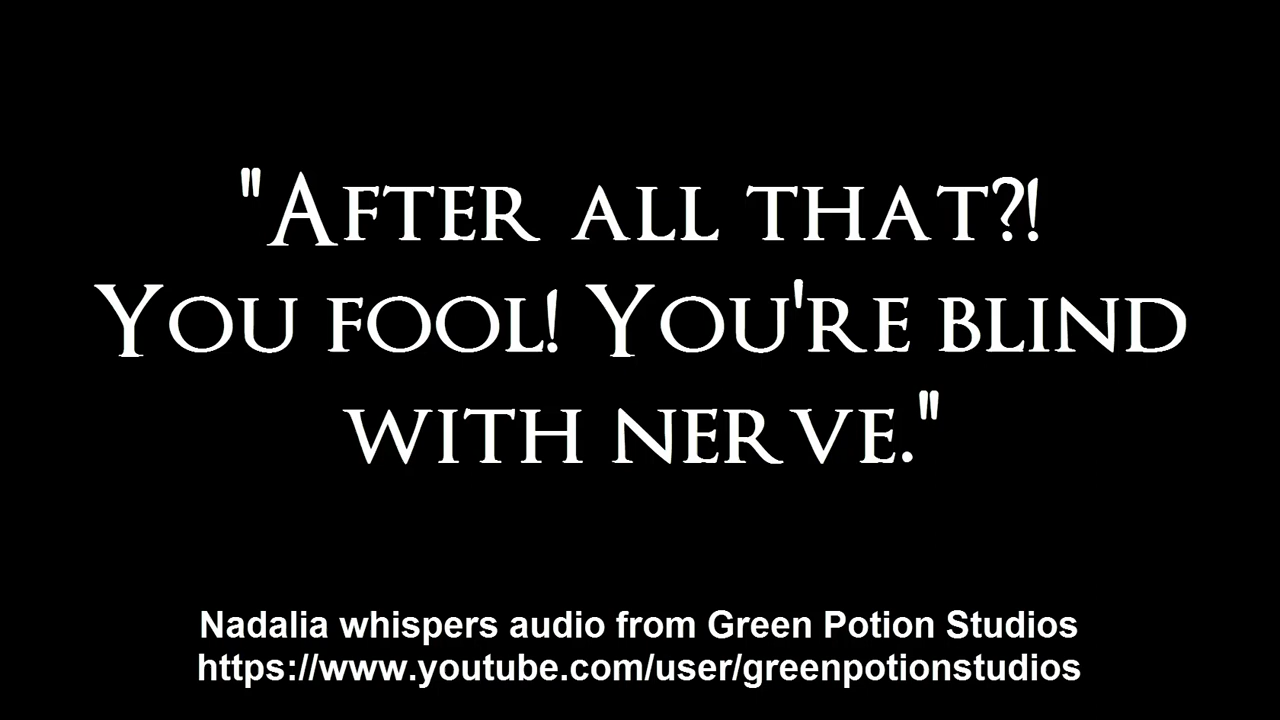 "After all that?!
You fool! You're blind
with nerve."
Nadalia whispers audio from Green Potion Studios
https://www.youtube.com/user/greenpotionstudios